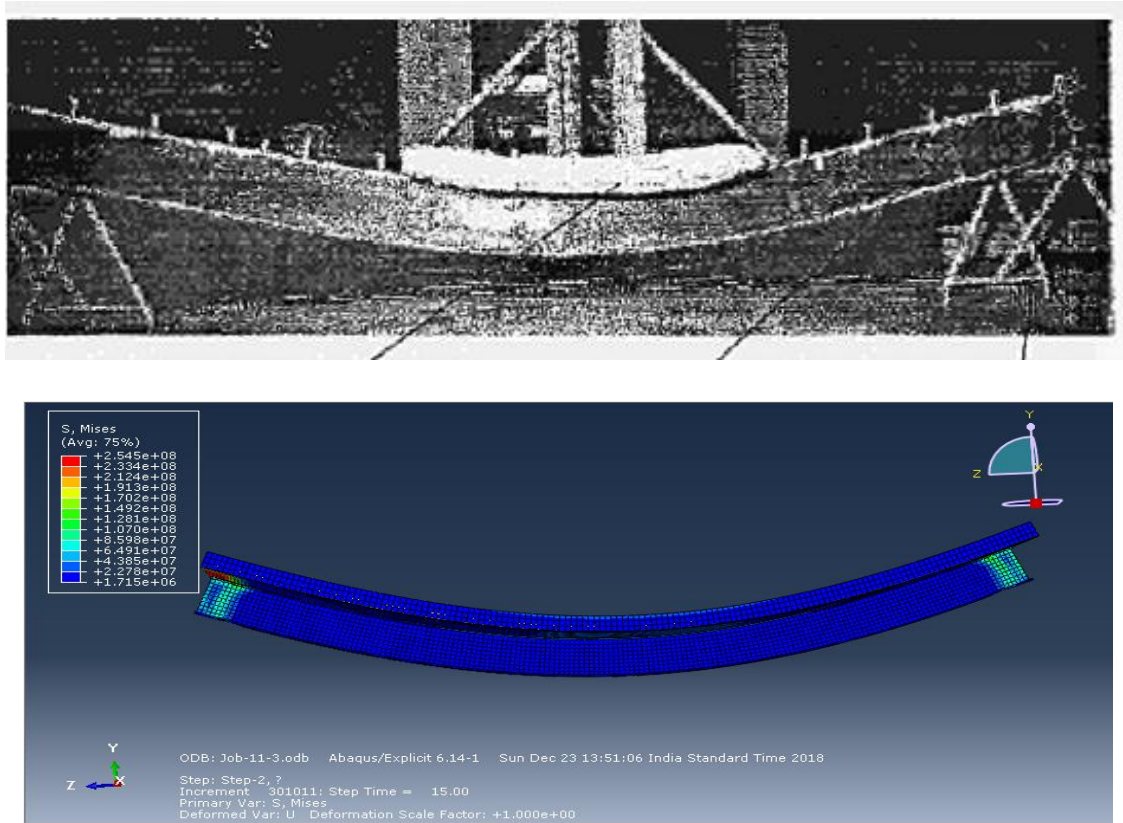 S, Mises
(Avg: 75%)
+2.545e+08
+2.334e+08
+2.124e+08
+1.913e+08
+1.702e+08
+1.492e+08
+1.281e+08
+1.070e+08
+8.598e+07
+6.491e+07
+4.385e+07
+2.278e+07
+1.715e+06
Y
Z
X
Y
Z
X
ODB: Job-11-3.odb Abaqus/Explicit 6.14-1 Sun Dec 23 13:51:06 India Standard Time 2018
Step: Step-2, ?
Increment 301011: Step Time = 15.00
Primary Var: S, Mises
Deformed Var: U Deformation Scale Factor: +1.000e+00